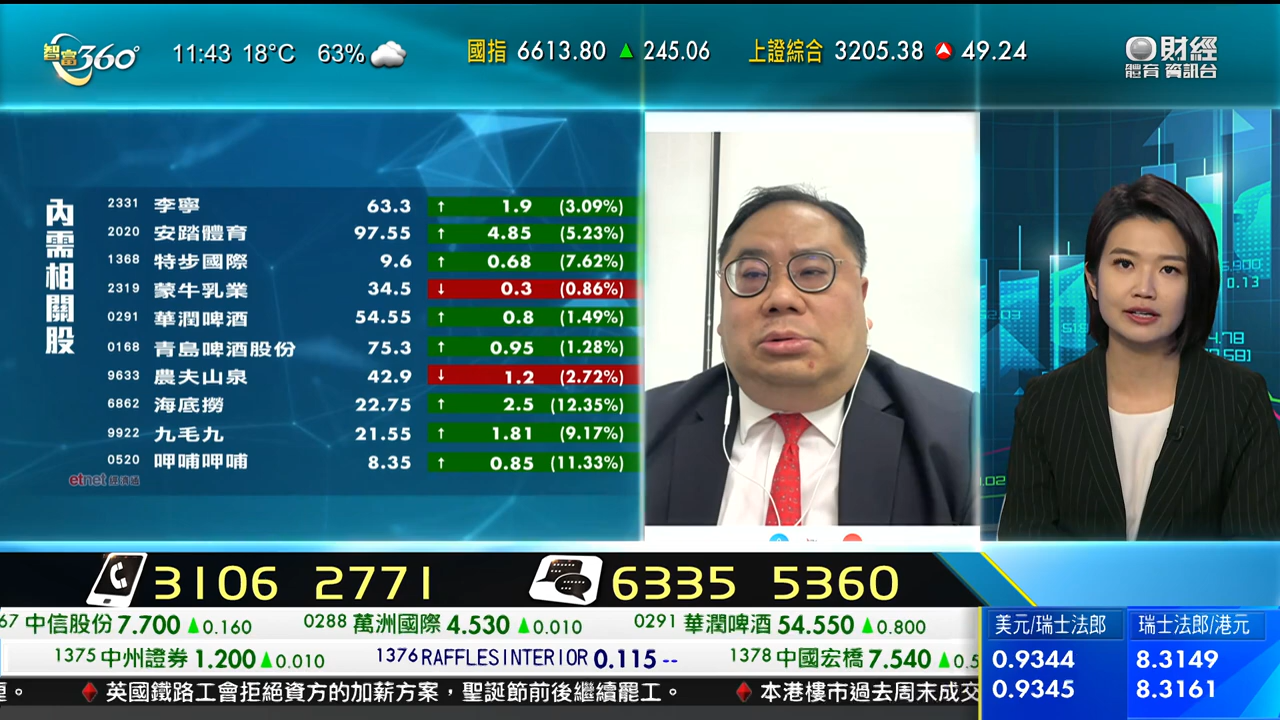 智富360° 11:43 18°C 63% 國指 6613.80 ▲ 245.06 上證綜合 3205.38 49.24 財經
體育 資訊台
內需相關股
2331 李寧 63.3 ↑ 1.9 (3.09%)
2020 安踏體育 97.55 ↑ 4.85 (5.23%)
1368 特步國際 9.6 ↑ 0.68 (7.62%)
2319 蒙牛乳業 34.5 ↓ 0.3 (0.86%)
0291 華潤啤酒 54.55 ↑ 0.8 (1.49%)
0168 青島啤酒股份 75.3 ↑ 0.95 (1.28%)
9633 農夫山泉 42.9 ↓ 1.2 (2.72%)
6862 海底撈 22.75 ↑ 2.5 (12.35%)
9922 九毛九 21.55 ↑ 1.81 (9.17%)
0520 呷哺呷哺 8.35 ↑ 0.85 (11.33%)
etnet 經濟通
3106 2771 6335 5360
67 中信股份 7.700 ▲0.160 0288 萬洲國際 4.530 ▲0.010 0291 華潤啤酒 54.550 ▲0.800
1375 中州證券 1.200 ▲0.010 1376 RAFFLESINTERIOR 0.115 -- 1378 中國宏橋 7.540 ▲0.5
。 英國鐵路工會拒絕資方的加薪方案，聖誕節前後繼續罷工。 本港樓市過去周末成交
美元/瑞士法郎 瑞士法郎/港元
0.9344 8.3149
0.9345 8.3161